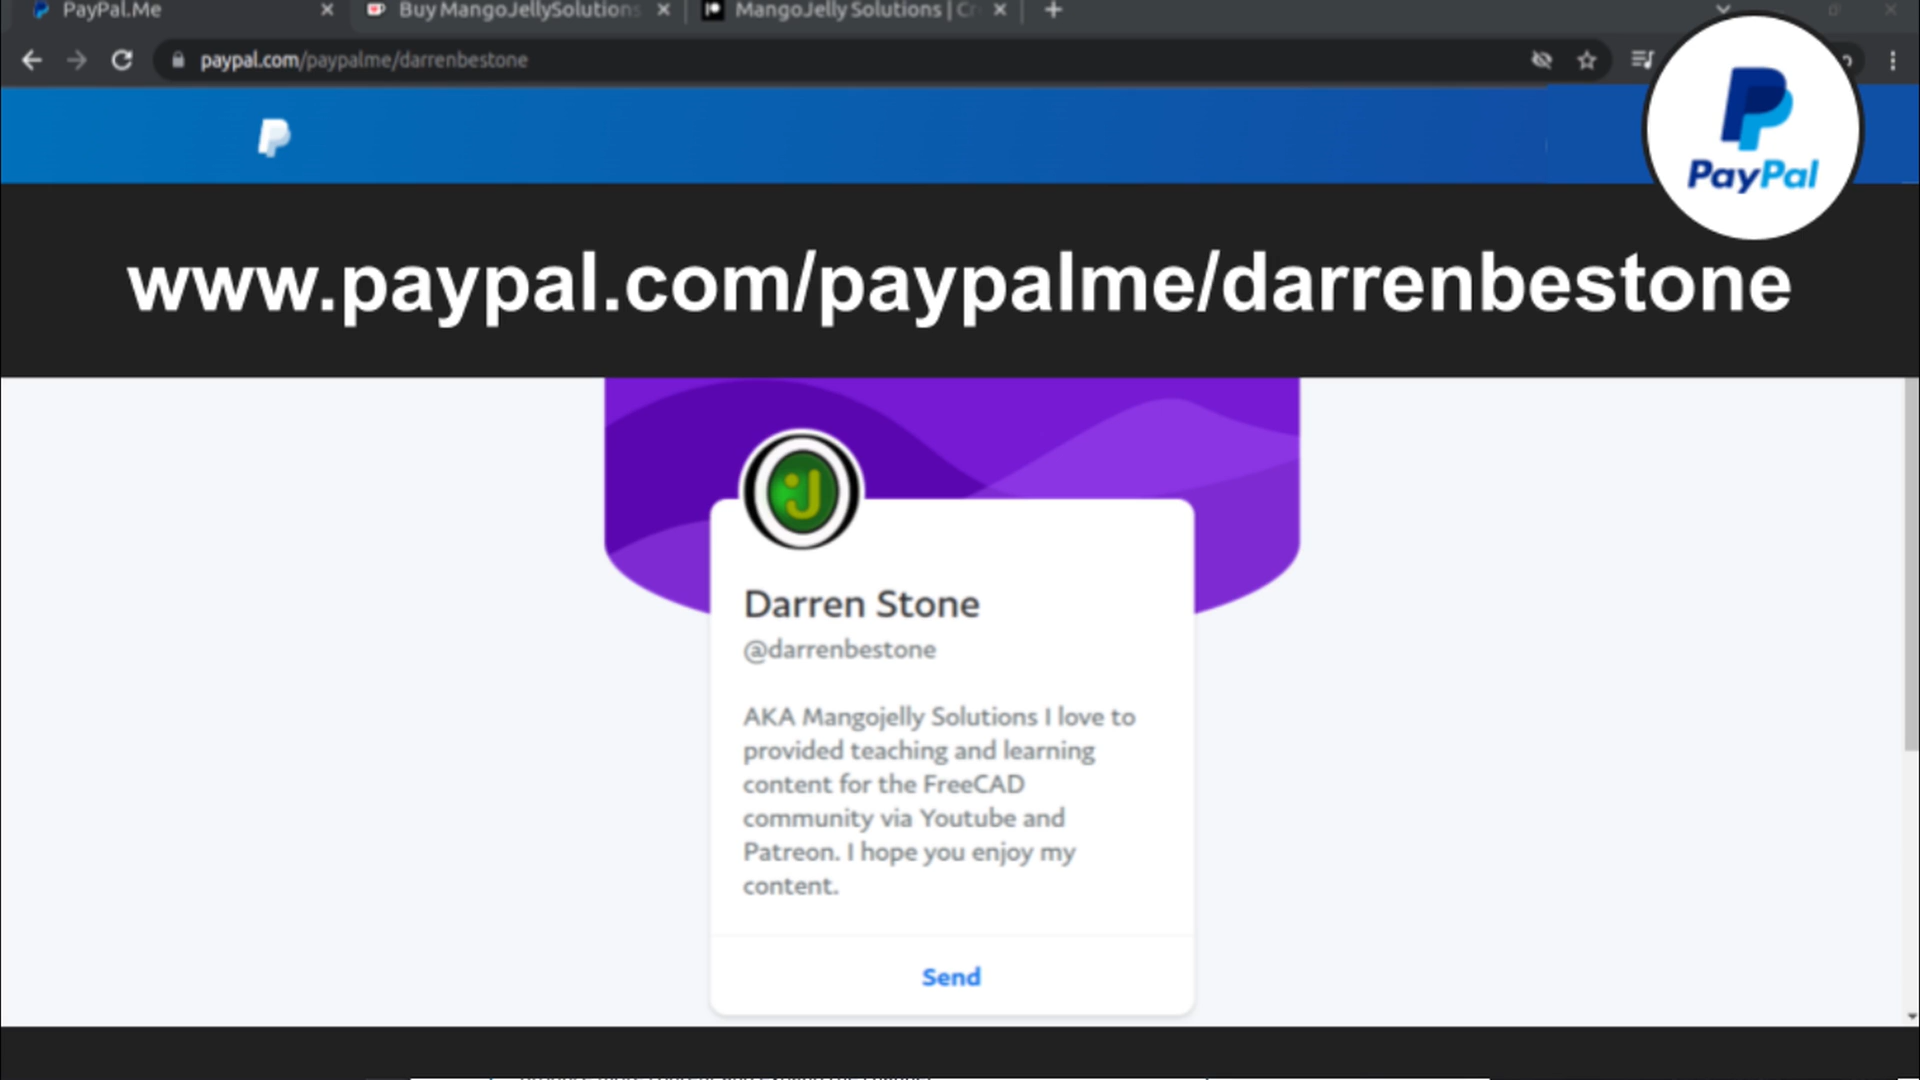 PayPal.Me
Buy MangoJellySolutions
MangoJelly Solutions | Cr
paypal.com/paypalme/darrenbestone
PayPal
www.paypal.com/paypalme/darrenbestone
Darren Stone
@darrenbestone
AKA Mangojelly Solutions I love to
provided teaching and learning
content for the FreeCAD
community via Youtube and
Patreon. I hope you enjoy my
content.
Send